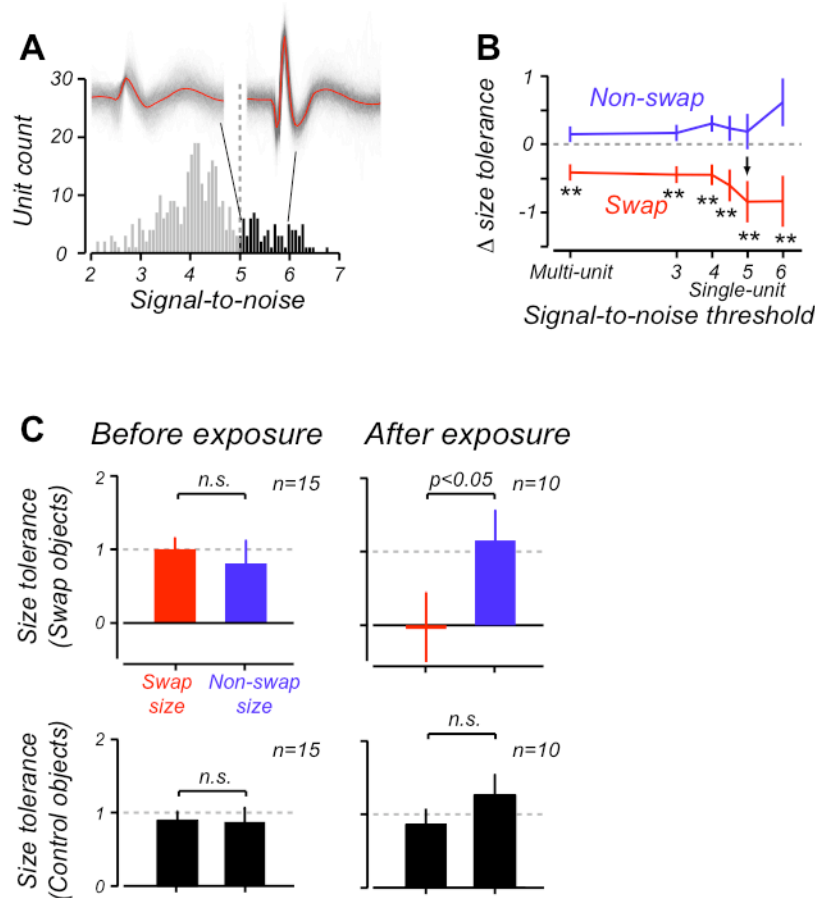 A
30
20
10
0
Unit count
2 3 4 5 6 7
Signal-to-noise
B
1
0
-1
Δ size tolerance
Non-swap
Swap
** ** ** ** ** **
Multi-unit 3 4 5 6
Single-unit
Signal-to-noise threshold
C
Before exposure After exposure
2
1
0
Size tolerance
(Swap objects)
n.s. n=15
p<0.05 n=10
Swap size
Non-swap size
2
1
0
Size tolerance
(Control objects)
n.s. n=15
n.s. n=10